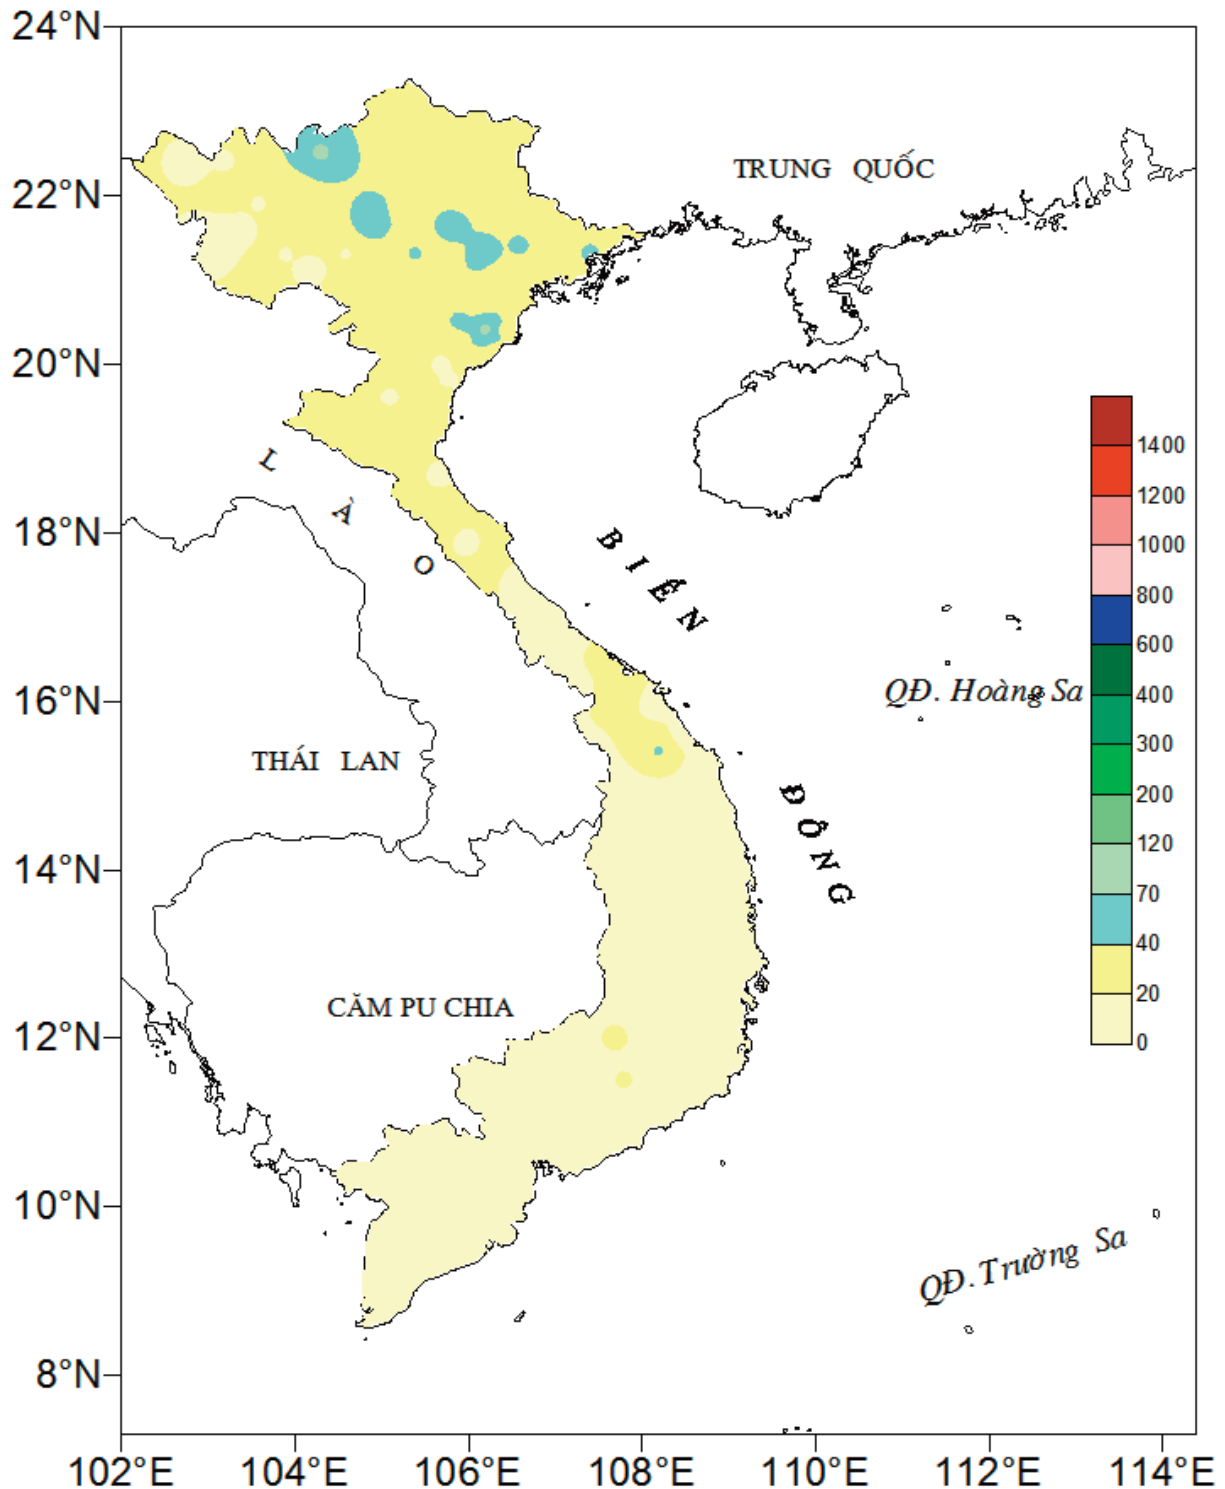 24°N
22°N
20°N
18°N
16°N
14°N
12°N
10°N
8°N
102°E
104°E
106°E
108°E
110°E
112°E
114°E
TRUNG QUỐC
L À O
BIỂN ĐÔNG
THÁI LAN
CĂM PU CHIA
QĐ. Hoàng Sa
QĐ. Trường Sa
1400
1200
1000
800
600
400
300
200
120
70
40
20
0